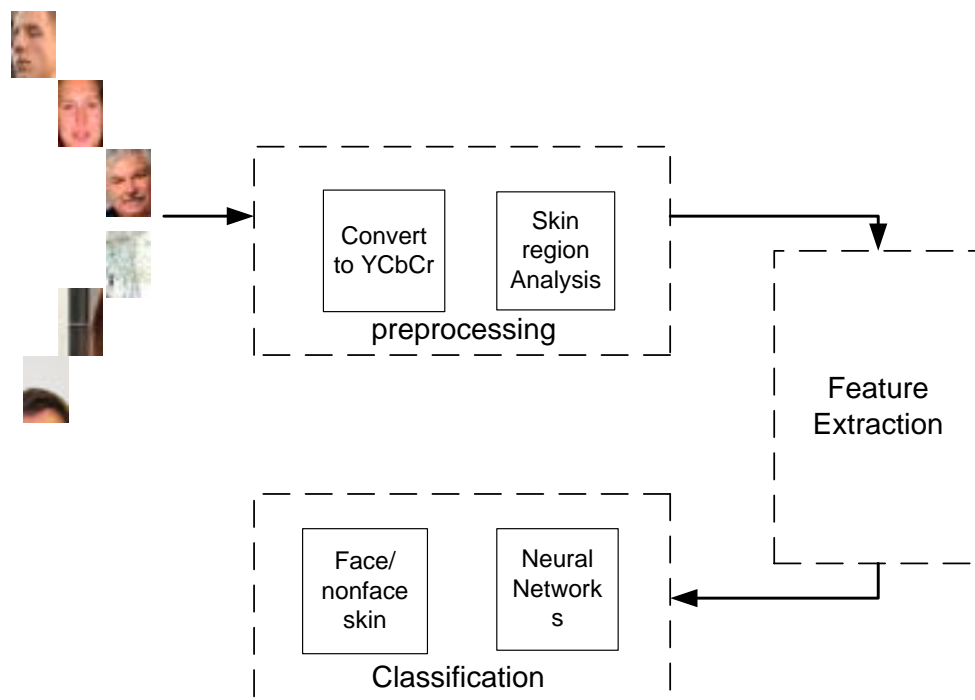 Convert
to YCbCr
Skin
region
Analysis
preprocessing
Feature
Extraction
Face/
nonface
skin
Neural
Network
s
Classification